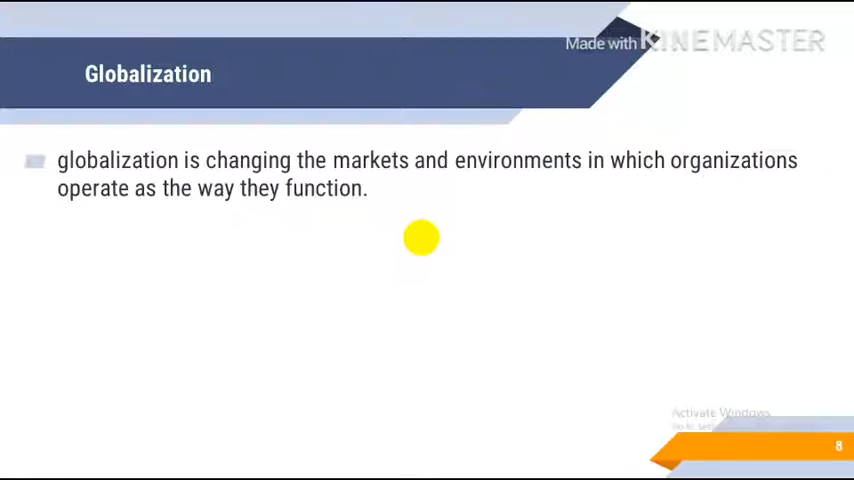 Made with KINEMASTER
Globalization
globalization is changing the markets and environments in which organizations
operate as the way they function.
Activate Windows
8